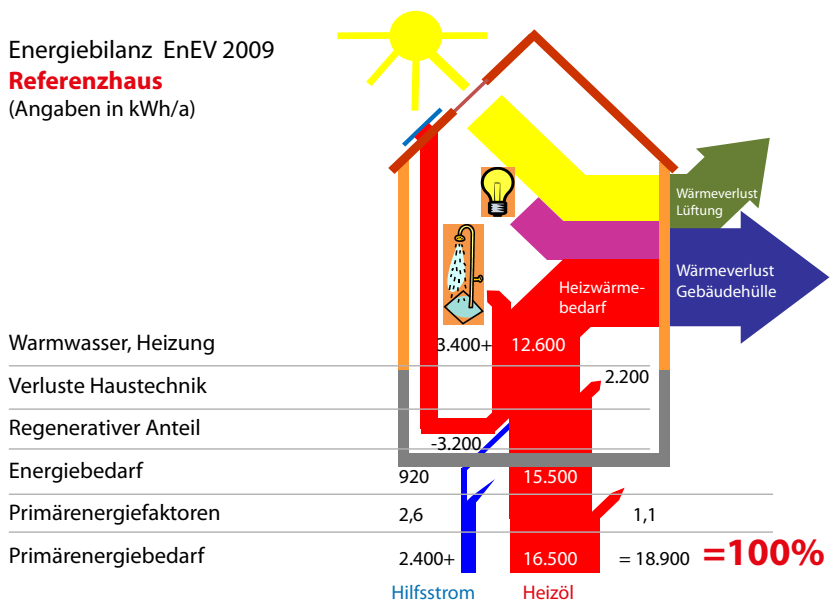 Energiebilanz EnEV 2009
Referenzhaus
(Angaben in kWh/a)
Wärmeverlust
Lüftung
Wärmeverlust
Gebäudehülle
Heizwärme-
bedarf
Warmwasser, Heizung 3.400+ 12.600
Verluste Haustechnik 2.200
Regenerativer Anteil -3.200
Energiebedarf 920 15.500
Primärenergiefaktoren 2,6 1,1
Primärenergiebedarf 2.400+ 16.500 = 18.900 =100%
Hilfsstrom Heizöl